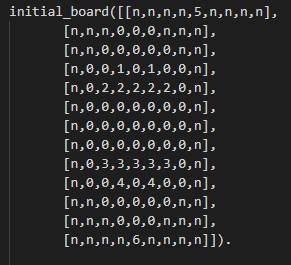 initial_board([[n,n,n,n,5,n,n,n,n],
[n,n,n,0,0,0,n,n,n],
[n,n,0,0,0,0,0,n,n],
[n,0,0,1,0,1,0,0,n],
[n,0,2,2,2,2,2,0,n],
[n,0,0,0,0,0,0,0,n],
[n,0,0,0,0,0,0,0,n],
[n,0,0,0,0,0,0,0,n],
[n,0,3,3,3,3,3,0,n],
[n,0,0,4,0,4,0,0,n],
[n,n,0,0,0,0,0,n,n],
[n,n,n,0,0,0,n,n,n],
[n,n,n,n,6,n,n,n,n]]).